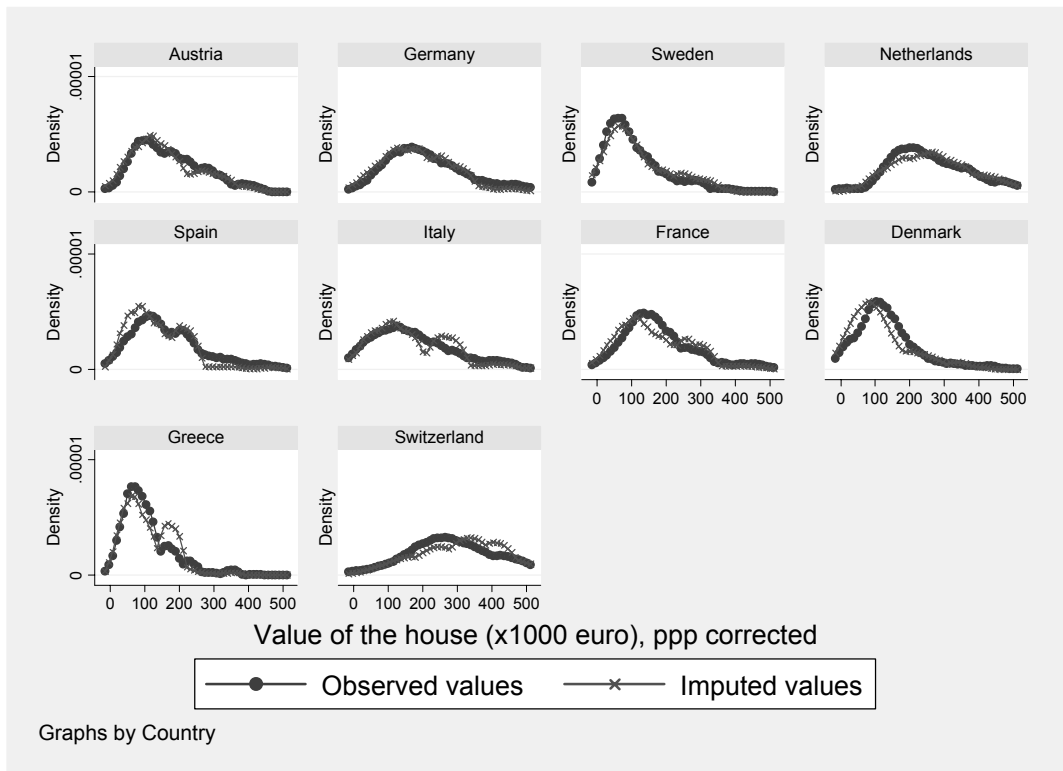 Austria
Germany
Sweden
Netherlands
Density
0
.00001
Density
Density
Density
Spain
Italy
France
Denmark
Density
0
.00001
Density
Density
0 100 200 300 400 500
Density
0 100 200 300 400 500
Greece
Switzerland
Density
0
.00001
0 100 200 300 400 500
Density
0 100 200 300 400 500
Value of the house (x1000 euro), ppp corrected
Observed values
Imputed values
Graphs by Country